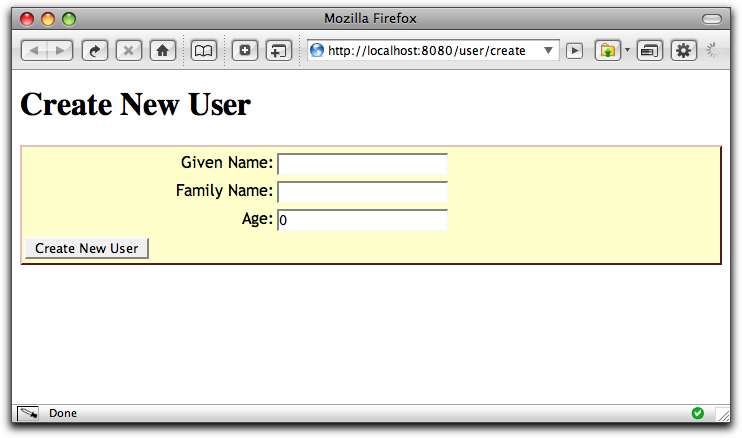 Mozilla Firefox
http://localhost:8080/user/create
Create New User
Given Name:
Family Name:
Age: 0
Create New User
Done